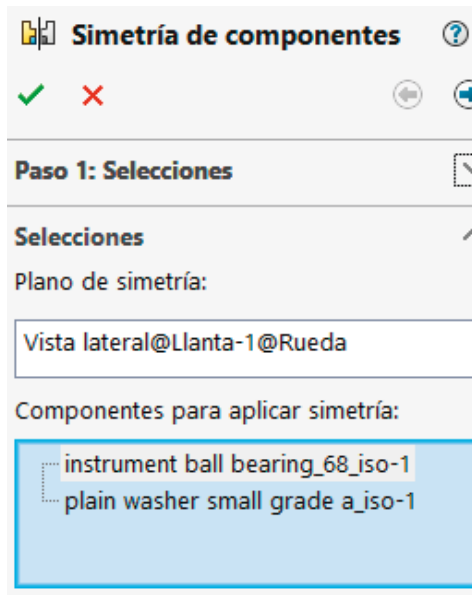 Simetría de componentes
Paso 1: Selecciones
Selecciones
Plano de simetría:
Vista lateral@Llanta-1@Rueda
Componentes para aplicar simetría:
instrument ball bearing_68_iso-1
plain washer small grade a_iso-1